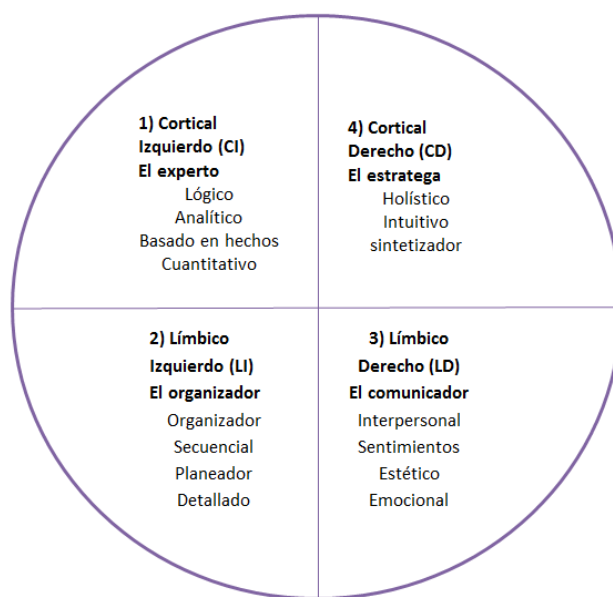 1) Cortical
Izquierdo (CI)
El experto
Lógico
Analítico
Basado en hechos
Cuantitativo
4) Cortical
Derecho (CD)
El estratega
Holístico
Intuitivo
sintetizador
2) Límbico
Izquierdo (LI)
El organizador
Organizador
Secuencial
Planeador
Detallado
3) Límbico
Derecho (LD)
El comunicador
Interpersonal
Sentimientos
Estético
Emocional